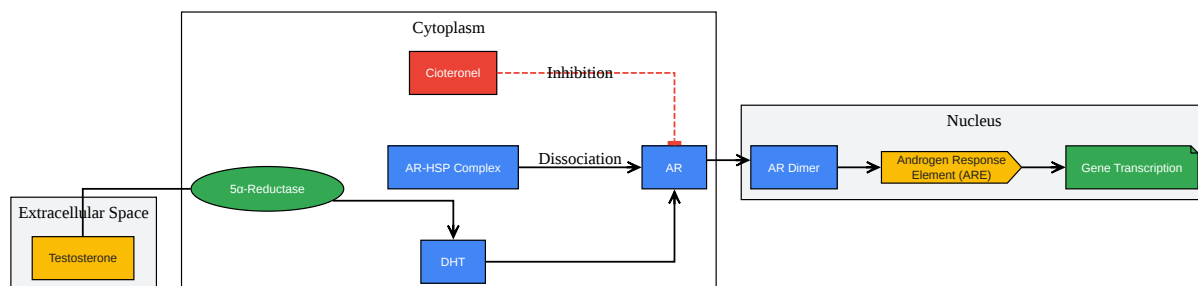 Cytoplasm
Cioteronel
Inhibition
Nucleus
AR-HSP Complex
Dissociation
AR
AR Dimer
Androgen Response
Element (ARE)
Gene Transcription
5α-Reductase
Extracellular Space
Testosterone
DHT